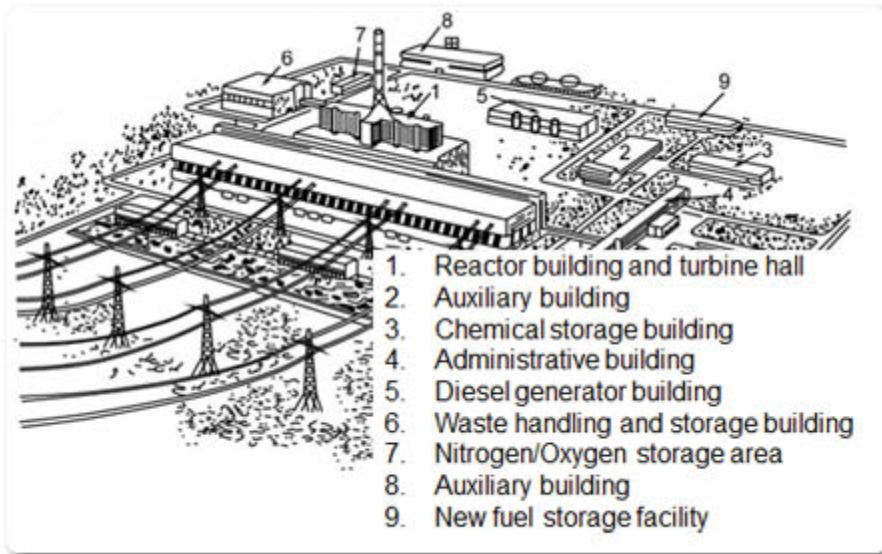 8
7
6
1
5
9
2
3
4
1. Reactor building and turbine hall
2. Auxiliary building
3. Chemical storage building
4. Administrative building
5. Diesel generator building
6. Waste handling and storage building
7. Nitrogen/Oxygen storage area
8. Auxiliary building
9. New fuel storage facility